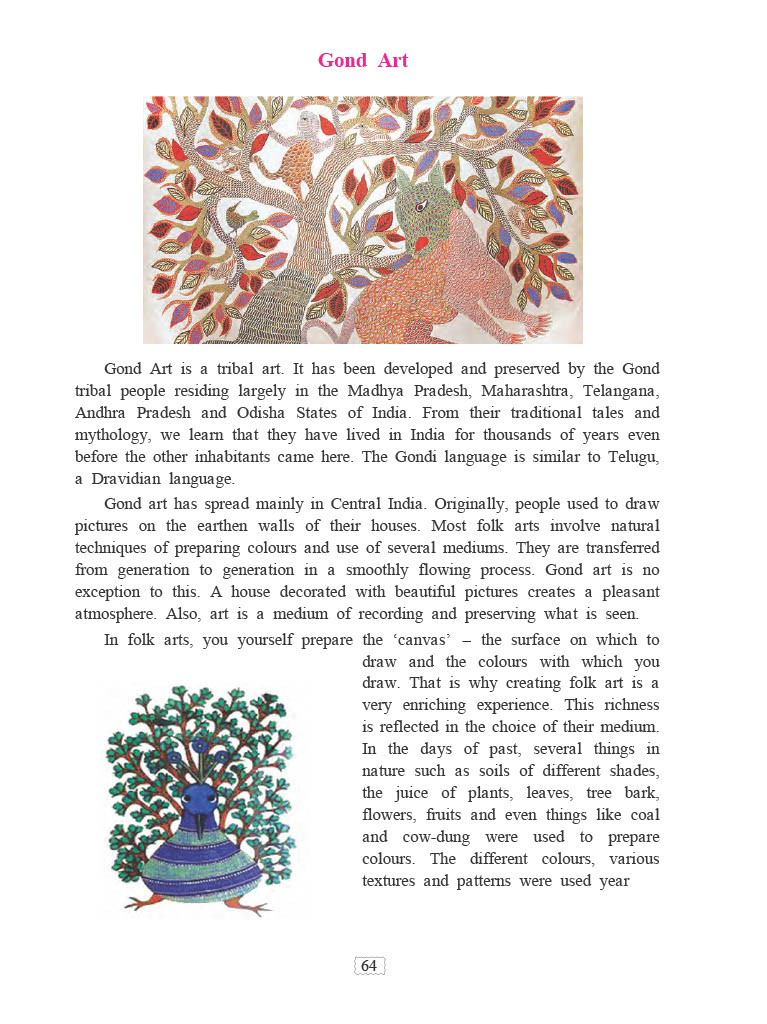 Gond Art
Gond Art is a tribal art. It has been developed and preserved by the Gond
tribal people residing largely in the Madhya Pradesh, Maharashtra, Telangana,
Andhra Pradesh and Odisha States of India. From their traditional tales and
mythology, we learn that they have lived in India for thousands of years even
before the other inhabitants came here. The Gondi language is similar to Telugu,
a Dravidian language.
Gond art has spread mainly in Central India. Originally, people used to draw
pictures on the earthen walls of their houses. Most folk arts involve natural
techniques of preparing colours and use of several mediums. They are transferred
from generation to generation in a smoothly flowing process. Gond art is no
exception to this. A house decorated with beautiful pictures creates a pleasant
atmosphere. Also, art is a medium of recording and preserving what is seen.
In folk arts, you yourself prepare the ‘canvas’ – the surface on which to
draw and the colours with which you
draw. That is why creating folk art is a
very enriching experience. This richness
is reflected in the choice of their medium.
In the days of past, several things in
nature such as soils of different shades,
the juice of plants, leaves, tree bark,
flowers, fruits and even things like coal
and cow-dung were used to prepare
colours. The different colours, various
textures and patterns were used year
64